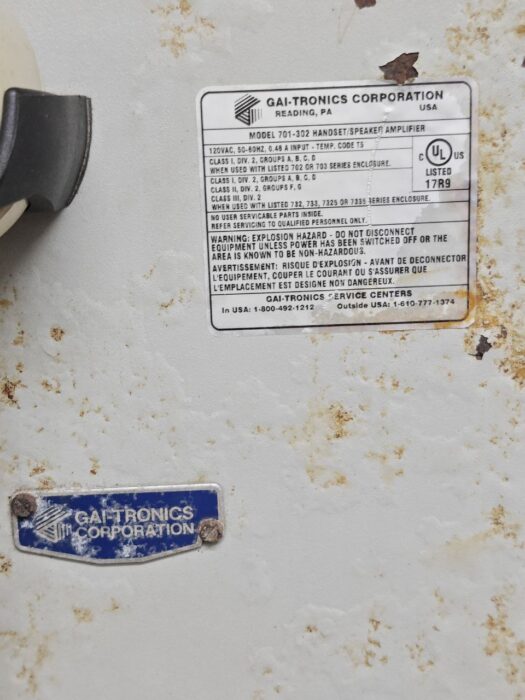 GAI-TRONICS CORPORATION
READING, PA USA
MODEL 701-302 HANDSET/SPEAKER AMPLIFIER
120VAC, 50-60HZ, 0.46 A INPUT - TEMP. CODE T5
CLASS I, DIV. 2, GROUPS A, B, C, D
WHEN USED WITH LISTED 702 OR 703 SERIES ENCLOSURE.
CLASS I, DIV. 2, GROUPS A, B, C, D
CLASS II, DIV. 2, GROUPS F, G
CLASS III, DIV. 2
WHEN USED WITH LISTED 732, 733, 7325 OR 7335 SERIES ENCLOSURE.
C UL US
LISTED
17R9
NO USER SERVICABLE PARTS INSIDE.
REFER SERVICING TO QUALIFIED PERSONNEL ONLY.
WARNING: EXPLOSION HAZARD - DO NOT DISCONNECT
EQUIPMENT UNLESS POWER HAS BEEN SWITCHED OFF OR THE
AREA IS KNOWN TO BE NON-HAZARDOUS.
AVERTISSEMENT: RISQUE D'EXPLOSION - AVANT DE DECONNECTOR
L'EQUIPEMENT, COUPER LE COURANT OU S'ASSURER QUE
L'EMPLACEMENT EST DESIGNE NON DANGEREUX.
GAI-TRONICS SERVICE CENTERS
In USA: 1-800-492-1212 Outside USA: 1-610-777-1374
GAI-TRONICS
CORPORATION